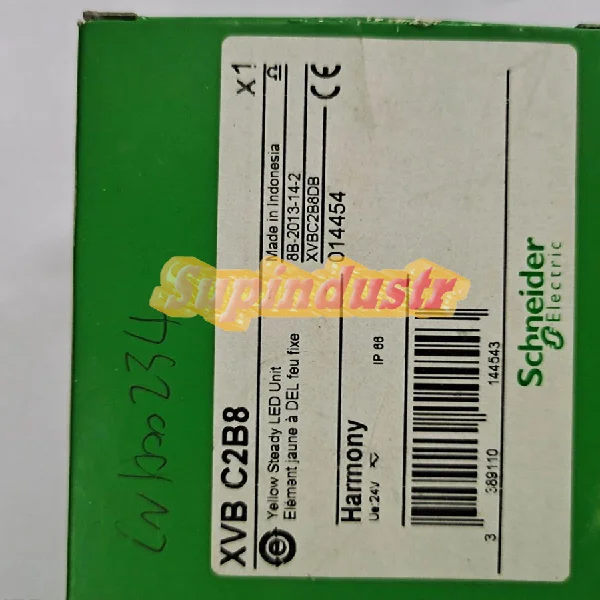 XVB C2B8
x1
Yellow Steady LED Unit
Elément jaune à DEL feu fixe
Made in Indonesia
8B-2013-14-2
XVBC2B8DB
Harmony
Ue:24V
IP 66
014454
CE
3 389110 144543
Schneider
Electric
Supindustr